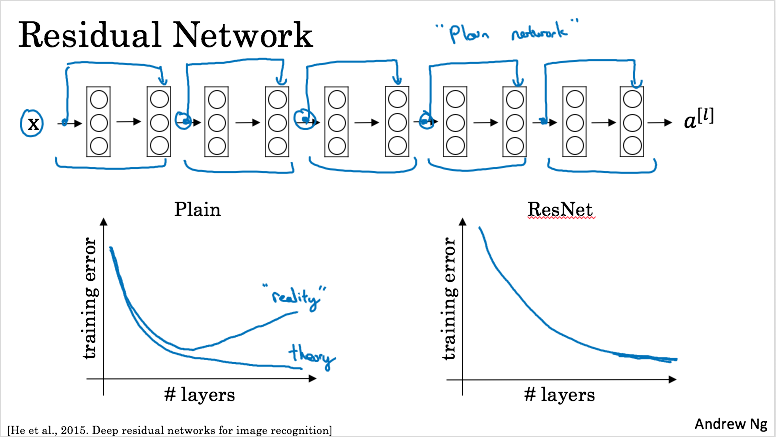 Residual Network
"Plain network"
x
a[l]
Plain
training error
"reality"
theory
# layers
ResNet
training error
# layers
[He et al., 2015. Deep residual networks for image recognition]
Andrew Ng